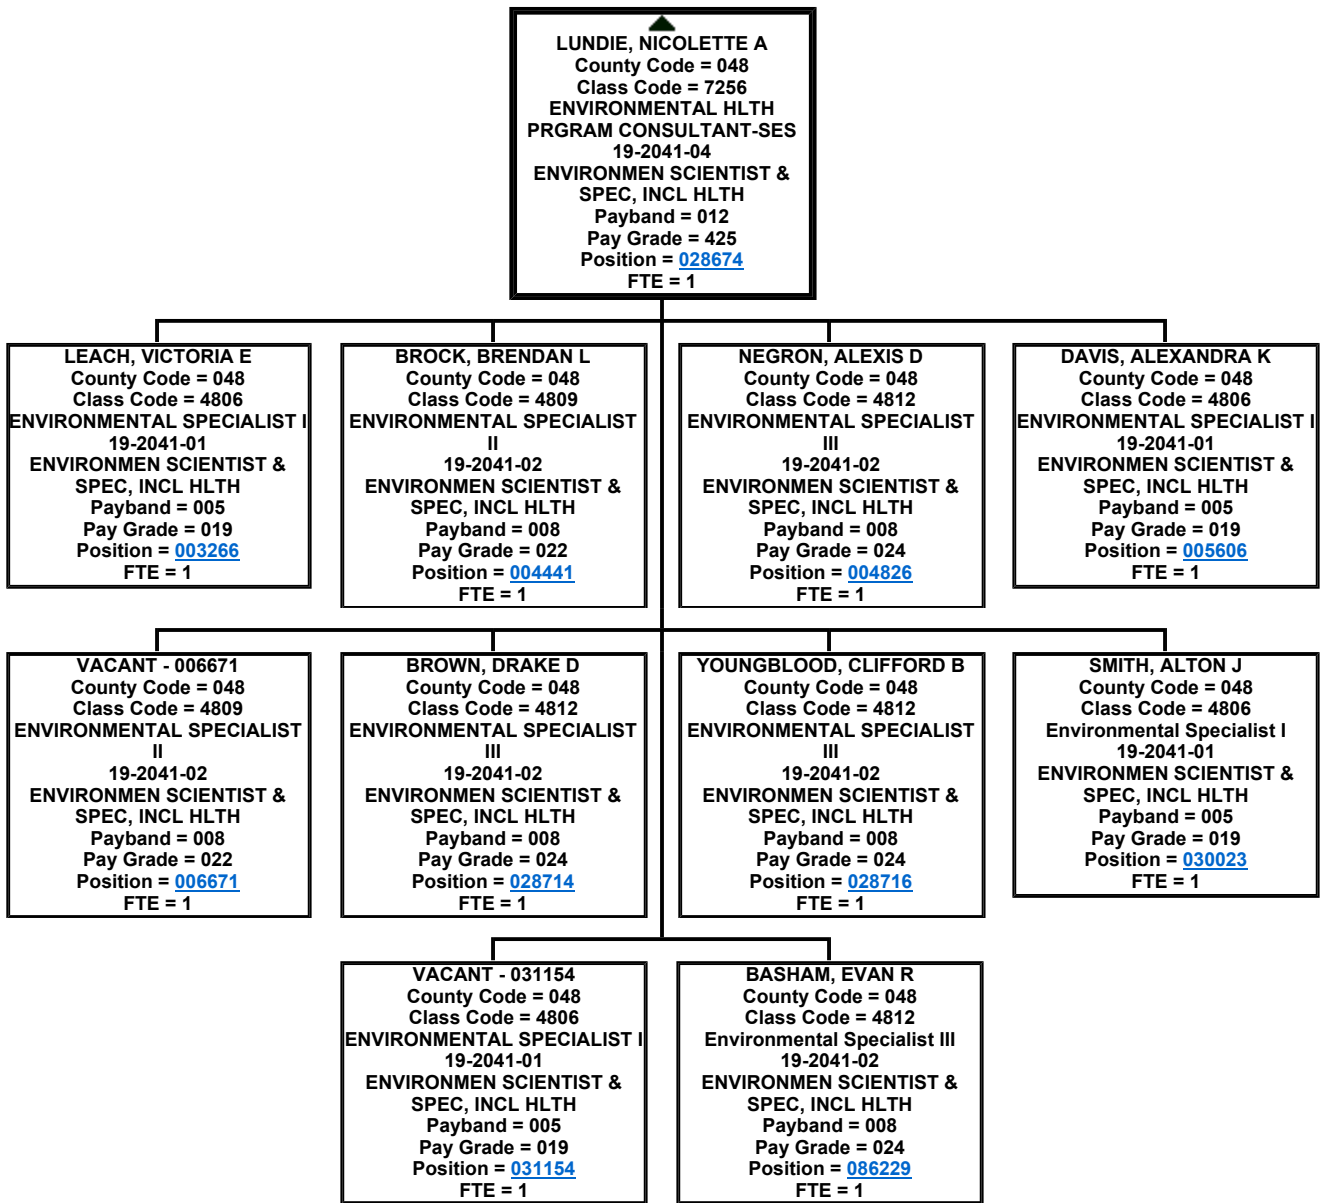 LUNDIE, NICOLETTE A
County Code = 048
Class Code = 7256
ENVIRONMENTAL HLTH
PRGRAM CONSULTANT-SES
19-2041-04
ENVIRONMEN SCIENTIST &
SPEC, INCL HLTH
Payband = 012
Pay Grade = 425
Position = 028674
FTE = 1
LEACH, VICTORIA E
County Code = 048
Class Code = 4806
ENVIRONMENTAL SPECIALIST I
19-2041-01
ENVIRONMEN SCIENTIST &
SPEC, INCL HLTH
Payband = 005
Pay Grade = 019
Position = 003266
FTE = 1
BROCK, BRENDAN L
County Code = 048
Class Code = 4809
ENVIRONMENTAL SPECIALIST
II
19-2041-02
ENVIRONMEN SCIENTIST &
SPEC, INCL HLTH
Payband = 008
Pay Grade = 022
Position = 004441
FTE = 1
NEGRON, ALEXIS D
County Code = 048
Class Code = 4812
ENVIRONMENTAL SPECIALIST
III
19-2041-02
ENVIRONMEN SCIENTIST &
SPEC, INCL HLTH
Payband = 008
Pay Grade = 024
Position = 004826
FTE = 1
DAVIS, ALEXANDRA K
County Code = 048
Class Code = 4806
ENVIRONMENTAL SPECIALIST I
19-2041-01
ENVIRONMEN SCIENTIST &
SPEC, INCL HLTH
Payband = 005
Pay Grade = 019
Position = 005606
FTE = 1
VACANT - 006671
County Code = 048
Class Code = 4809
ENVIRONMENTAL SPECIALIST
II
19-2041-02
ENVIRONMEN SCIENTIST &
SPEC, INCL HLTH
Payband = 008
Pay Grade = 022
Position = 006671
FTE = 1
BROWN, DRAKE D
County Code = 048
Class Code = 4812
ENVIRONMENTAL SPECIALIST
III
19-2041-02
ENVIRONMEN SCIENTIST &
SPEC, INCL HLTH
Payband = 008
Pay Grade = 024
Position = 028714
FTE = 1
YOUNGBLOOD, CLIFFORD B
County Code = 048
Class Code = 4812
ENVIRONMENTAL SPECIALIST
III
19-2041-02
ENVIRONMEN SCIENTIST &
SPEC, INCL HLTH
Payband = 008
Pay Grade = 024
Position = 028716
FTE = 1
SMITH, ALTON J
County Code = 048
Class Code = 4806
Environmental Specialist I
19-2041-01
ENVIRONMEN SCIENTIST &
SPEC, INCL HLTH
Payband = 005
Pay Grade = 019
Position = 030023
FTE = 1
VACANT - 031154
County Code = 048
Class Code = 4806
ENVIRONMENTAL SPECIALIST I
19-2041-01
ENVIRONMEN SCIENTIST &
SPEC, INCL HLTH
Payband = 005
Pay Grade = 019
Position = 031154
FTE = 1
BASHAM, EVAN R
County Code = 048
Class Code = 4812
Environmental Specialist III
19-2041-02
ENVIRONMEN SCIENTIST &
SPEC, INCL HLTH
Payband = 008
Pay Grade = 024
Position = 086229
FTE = 1